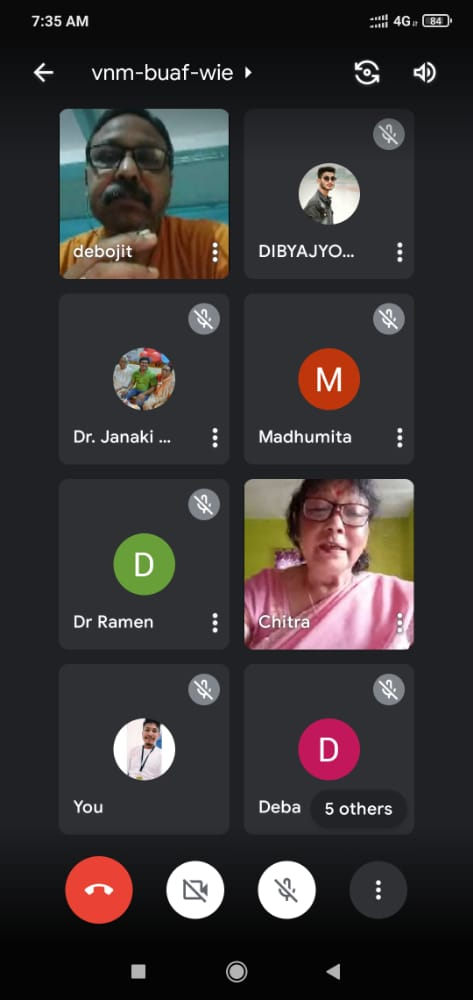 7:35 AM
4G 84
vnm-buaf-wie
debojit
DIBYAJYO...
Dr. Janaki ...
M
Madhumita
D
Dr Ramen
Chitra
You
D
Deba
5 others